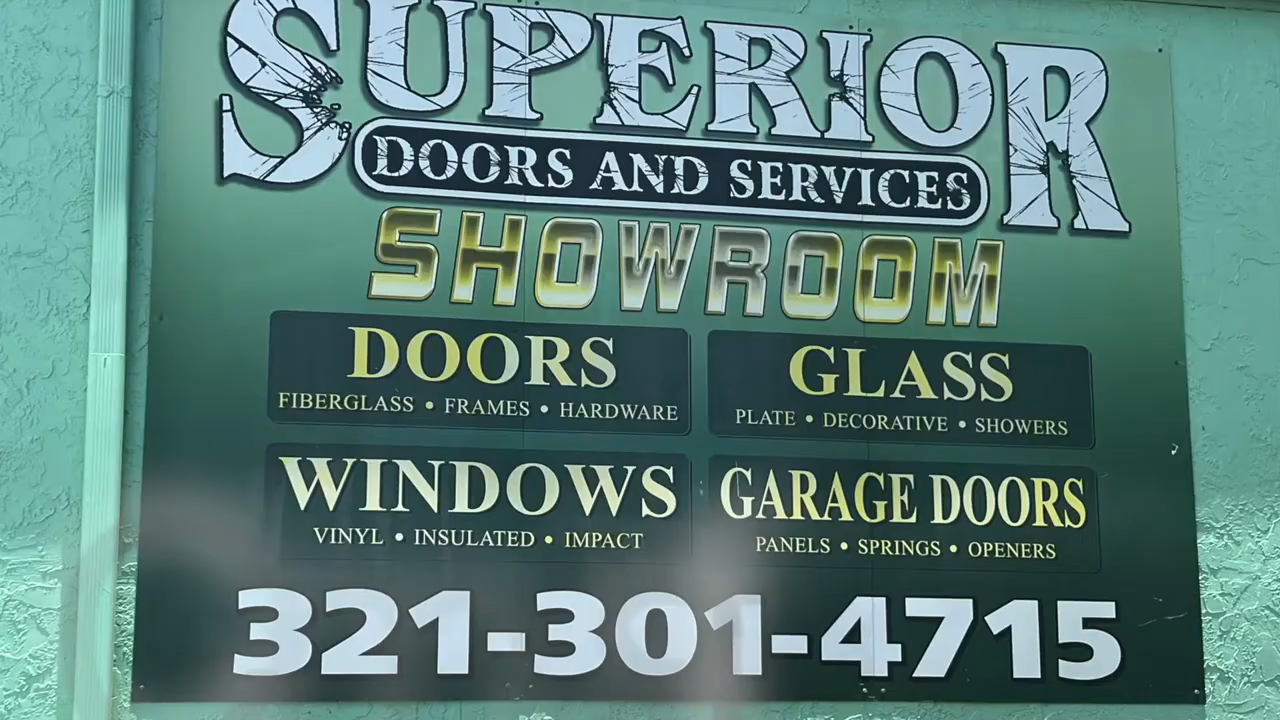 SUPERIOR
DOORS AND SERVICES
SHOWROOM
DOORS
FIBERGLASS • FRAMES • HARDWARE
GLASS
PLATE • DECORATIVE • SHOWERS
WINDOWS
VINYL • INSULATED • IMPACT
GARAGE DOORS
PANELS • SPRINGS • OPENERS
321-301-4715